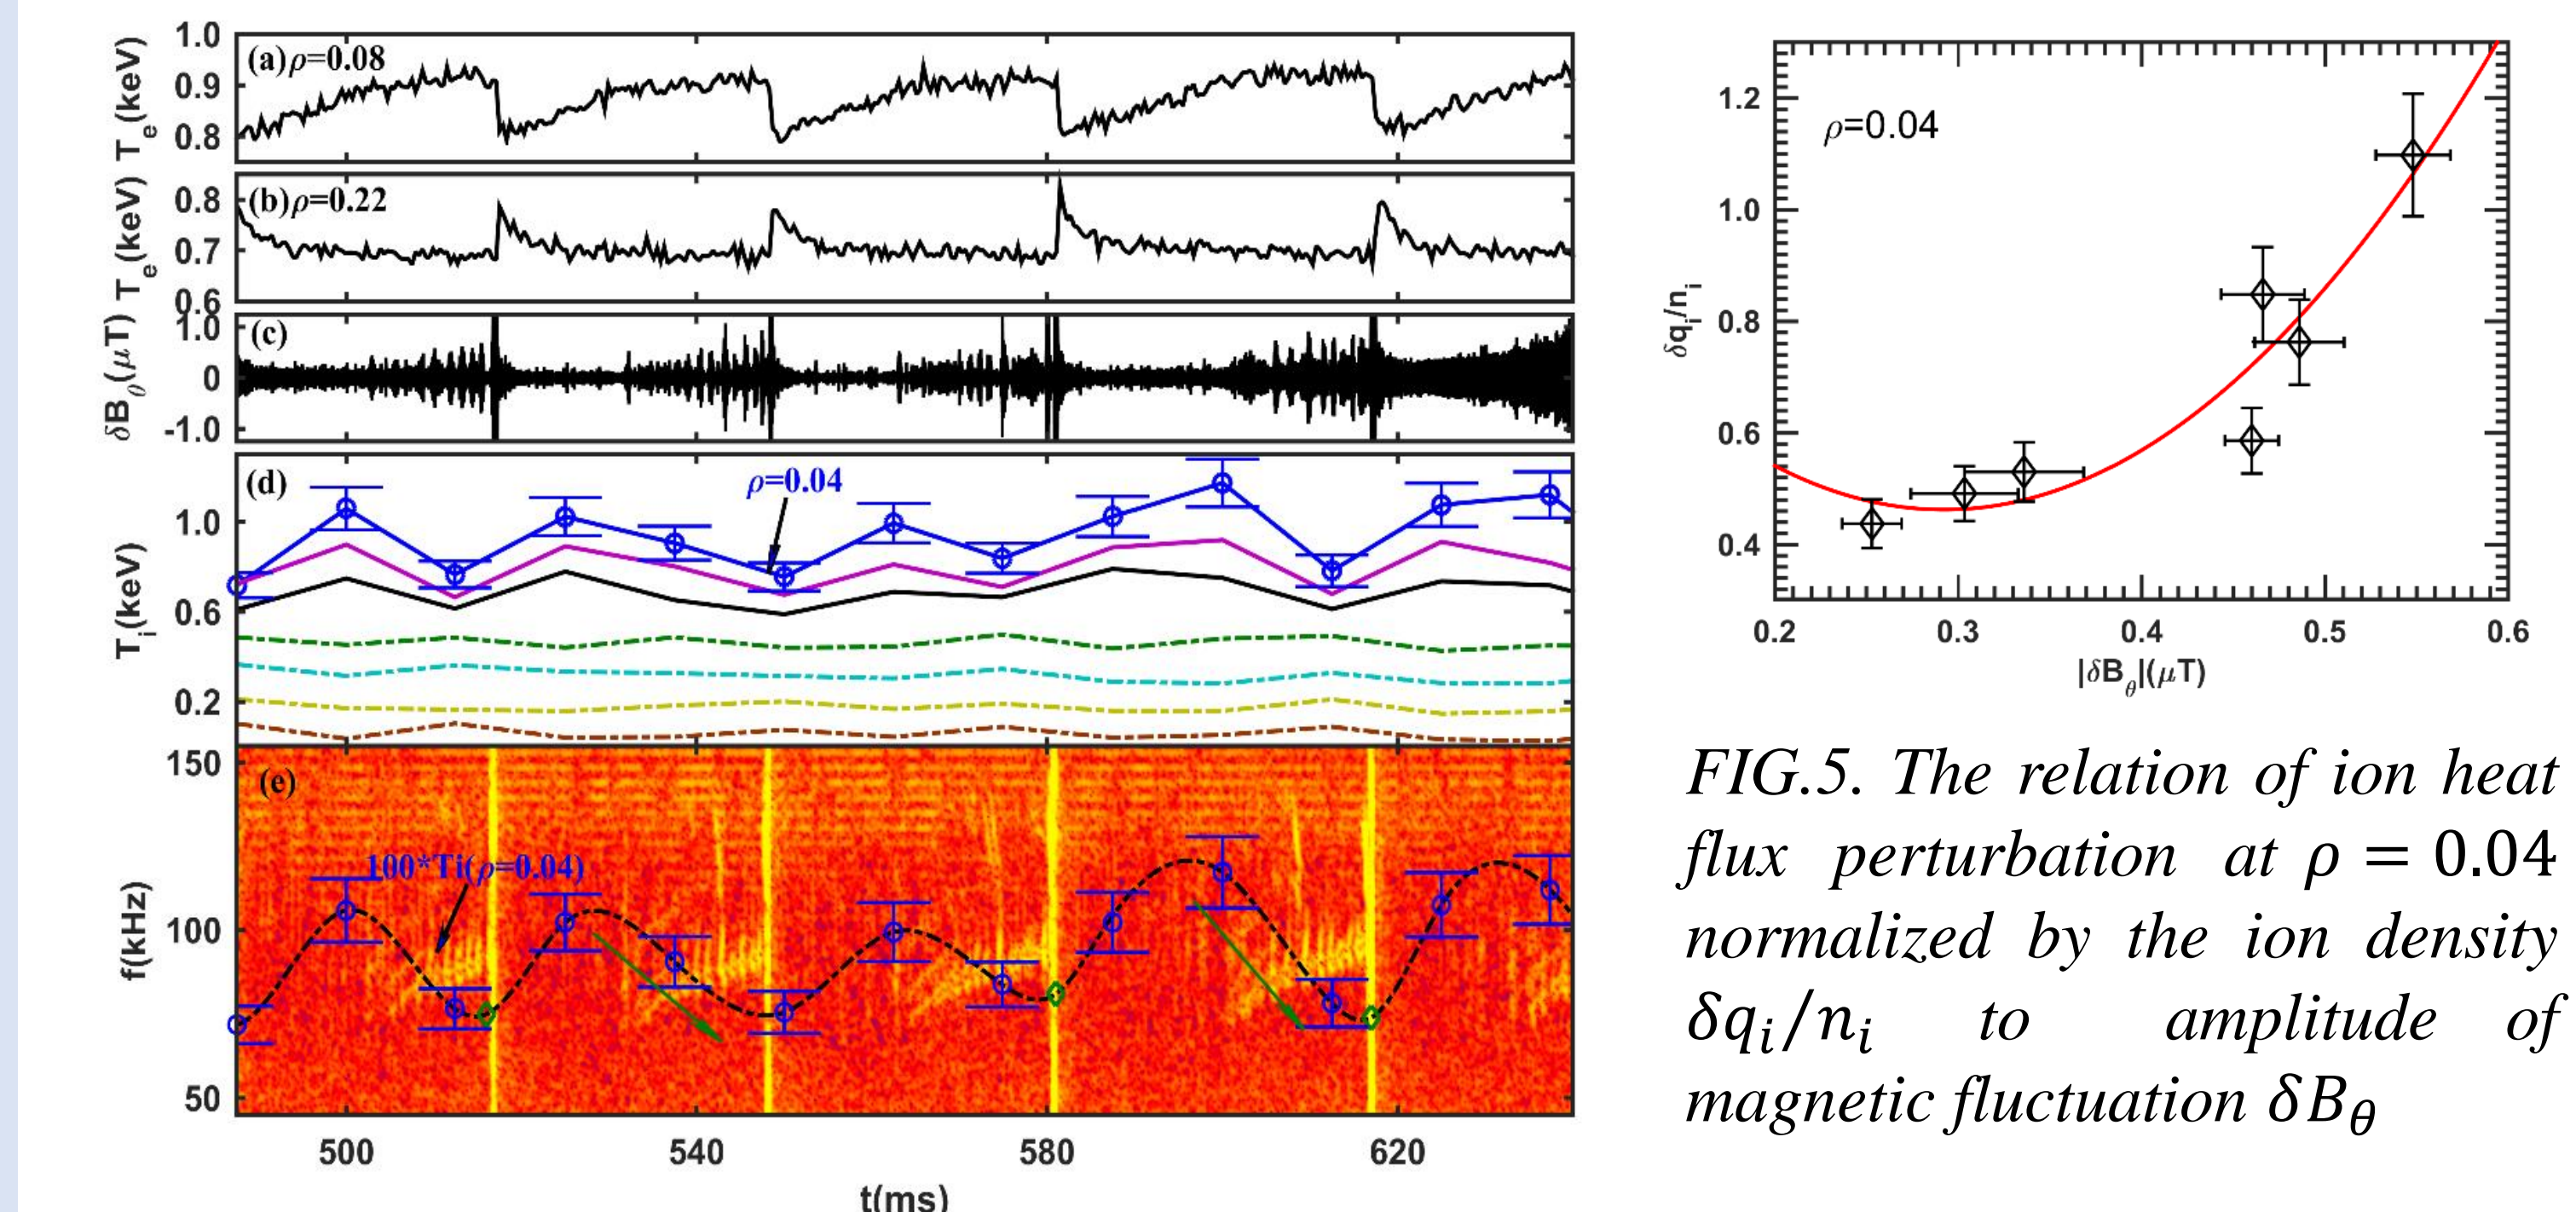 1.0
(a)ρ=0.08
0.9
0.8
T_e(keV)
(b)ρ=0.22
0.8
0.7
0.6
T_e(keV)
1.0
(c)
0
-1.0
δB_θ(μT)
(d)
ρ=0.04
1.0
0.6
0.2
T_i(keV)
150
(e)
100*Ti(ρ=0.04)
100
50
f(kHz)
500 540 580 620
t(ms)
1.2
ρ=0.04
1.0
0.8
0.6
0.4
δq_i/n_i
0.2 0.3 0.4 0.5 0.6
|δB_θ|(μT)
FIG.5. The relation of ion heat
flux perturbation at ρ = 0.04
normalized by the ion density
δq_i/n_i to amplitude of
magnetic fluctuation δB_θ